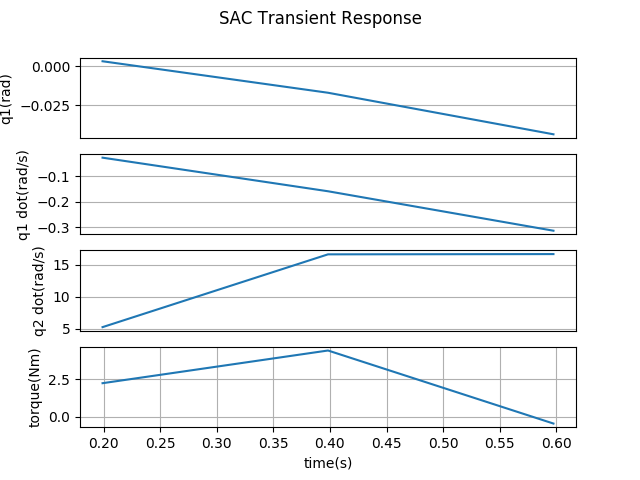 SAC Transient Response
q1(rad)
0.000
−0.025
q1 dot(rad/s)
−0.1
−0.2
−0.3
q2 dot(rad/s)
15
10
5
torque(Nm)
2.5
0.0
0.20 0.25 0.30 0.35 0.40 0.45 0.50 0.55 0.60
time(s)